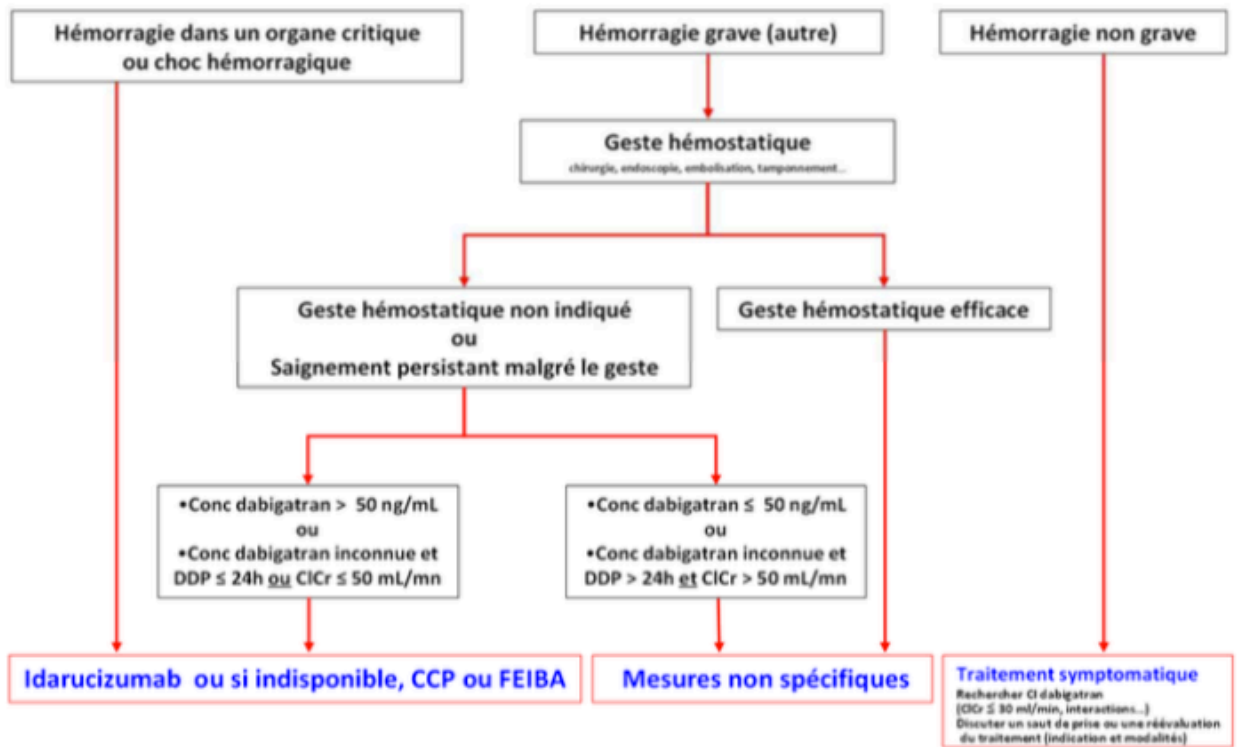 Hémorragie dans un organe critique
ou choc hémorragique
Hémorragie grave (autre)
Hémorragie non grave
Geste hémostatique
chirurgie, endoscopie, embolisation, tamponnement...
Geste hémostatique non indiqué
ou
Saignement persistant malgré le geste
Geste hémostatique efficace
•Conc dabigatran > 50 ng/mL
ou
•Conc dabigatran inconnue et
DDP ≤ 24h ou ClCr ≤ 50 mL/mn
•Conc dabigatran ≤ 50 ng/mL
ou
•Conc dabigatran inconnue et
DDP > 24h et ClCr > 50 mL/mn
Idarucizumab ou si indisponible, CCP ou FEIBA
Mesures non spécifiques
Traitement symptomatique
Rechercher CI dabigatran
(ClCr ≤ 30 ml/min, interactions...)
Discuter un saut de prise ou une réévaluation
du traitement (indication et modalités)